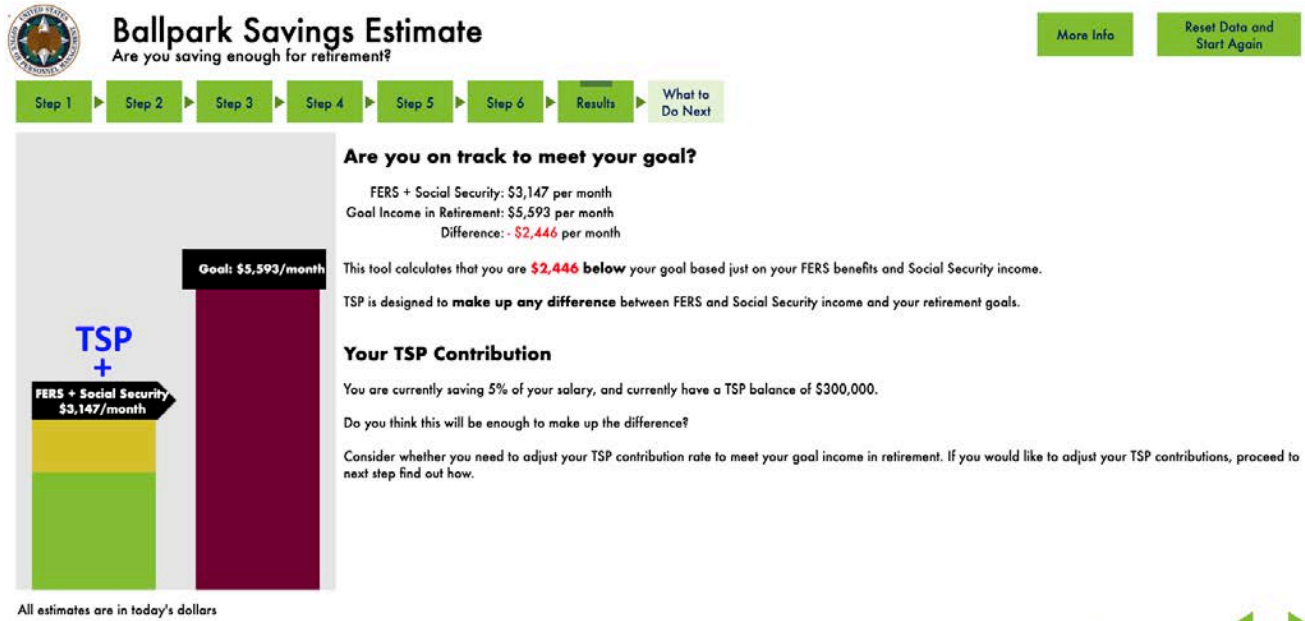 Ballpark Savings Estimate
Are you saving enough for retirement?
More Info
Reset Data and
Start Again
Step 1
Step 2
Step 3
Step 4
Step 5
Step 6
Results
What to
Do Next
Goal: $5,593/month
TSP
+
FERS + Social Security
$3,147/month
Are you on track to meet your goal?
FERS + Social Security: $3,147 per month
Goal Income in Retirement: $5,593 per month
Difference: - $2,446 per month
This tool calculates that you are $2,446 below your goal based just on your FERS benefits and Social Security income.
TSP is designed to make up any difference between FERS and Social Security income and your retirement goals.
Your TSP Contribution
You are currently saving 5% of your salary, and currently have a TSP balance of $300,000.
Do you think this will be enough to make up the difference?
Consider whether you need to adjust your TSP contribution rate to meet your goal income in retirement. If you would like to adjust your TSP contributions, proceed to
next step find out how.
All estimates are in today's dollars